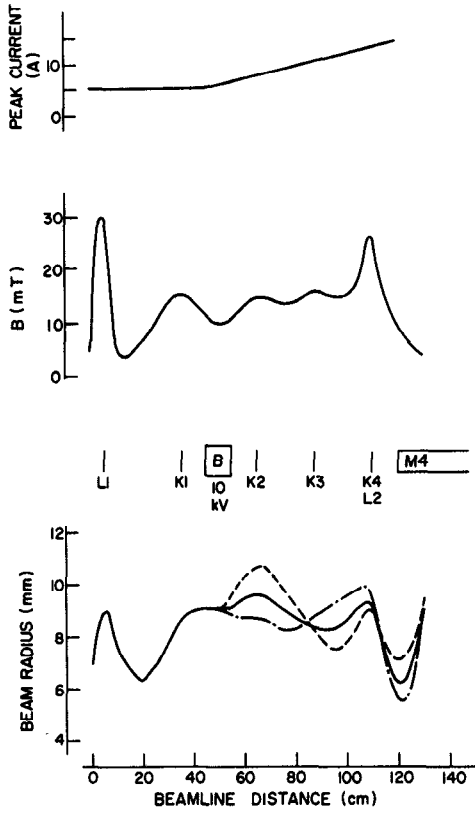 PEAK CURRENT
(A)
10
0
B (mT)
30
20
10
0
L1
K1
B
10
kV
K2
K3
K4
L2
M4
BEAM RADIUS (mm)
12
10
8
6
4
0 20 40 60 80 100 120 140
BEAMLINE DISTANCE (cm)